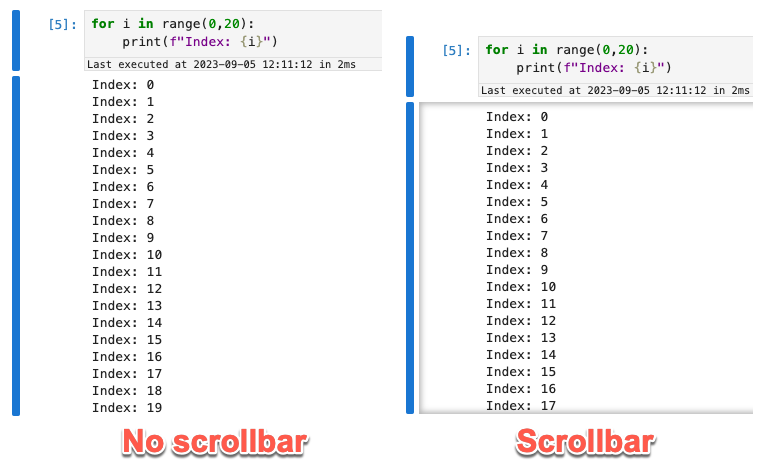 [5]: for i in range(0,20):
print(f"Index: {i}")
Last executed at 2023-09-05 12:11:12 in 2ms
Index: 0
Index: 1
Index: 2
Index: 3
Index: 4
Index: 5
Index: 6
Index: 7
Index: 8
Index: 9
Index: 10
Index: 11
Index: 12
Index: 13
Index: 14
Index: 15
Index: 16
Index: 17
Index: 18
Index: 19
No scrollbar
[5]: for i in range(0,20):
print(f"Index: {i}")
Last executed at 2023-09-05 12:11:12 in 2ms
Index: 0
Index: 1
Index: 2
Index: 3
Index: 4
Index: 5
Index: 6
Index: 7
Index: 8
Index: 9
Index: 10
Index: 11
Index: 12
Index: 13
Index: 14
Index: 15
Index: 16
Index: 17
Scrollbar